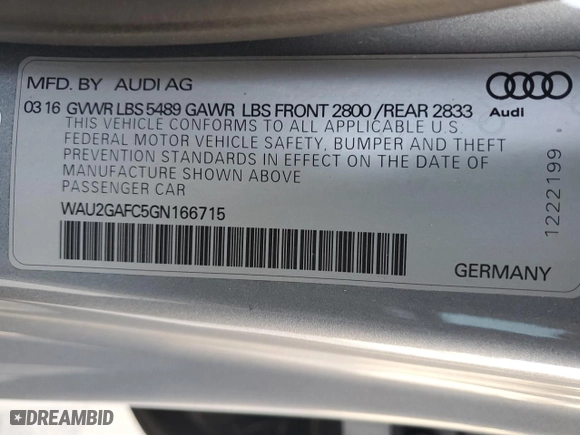 MFD. BY AUDI AG
03 16 GVWR LBS 5489 GAWR LBS FRONT 2800 /REAR 2833
THIS VEHICLE CONFORMS TO ALL APPLICABLE U.S.
FEDERAL MOTOR VEHICLE SAFETY, BUMPER AND THEFT
PREVENTION STANDARDS IN EFFECT ON THE DATE OF
MANUFACTURE SHOWN ABOVE
PASSENGER CAR
WAU2GAFC5GN166715
Audi
1222199
GERMANY
DREAMBID